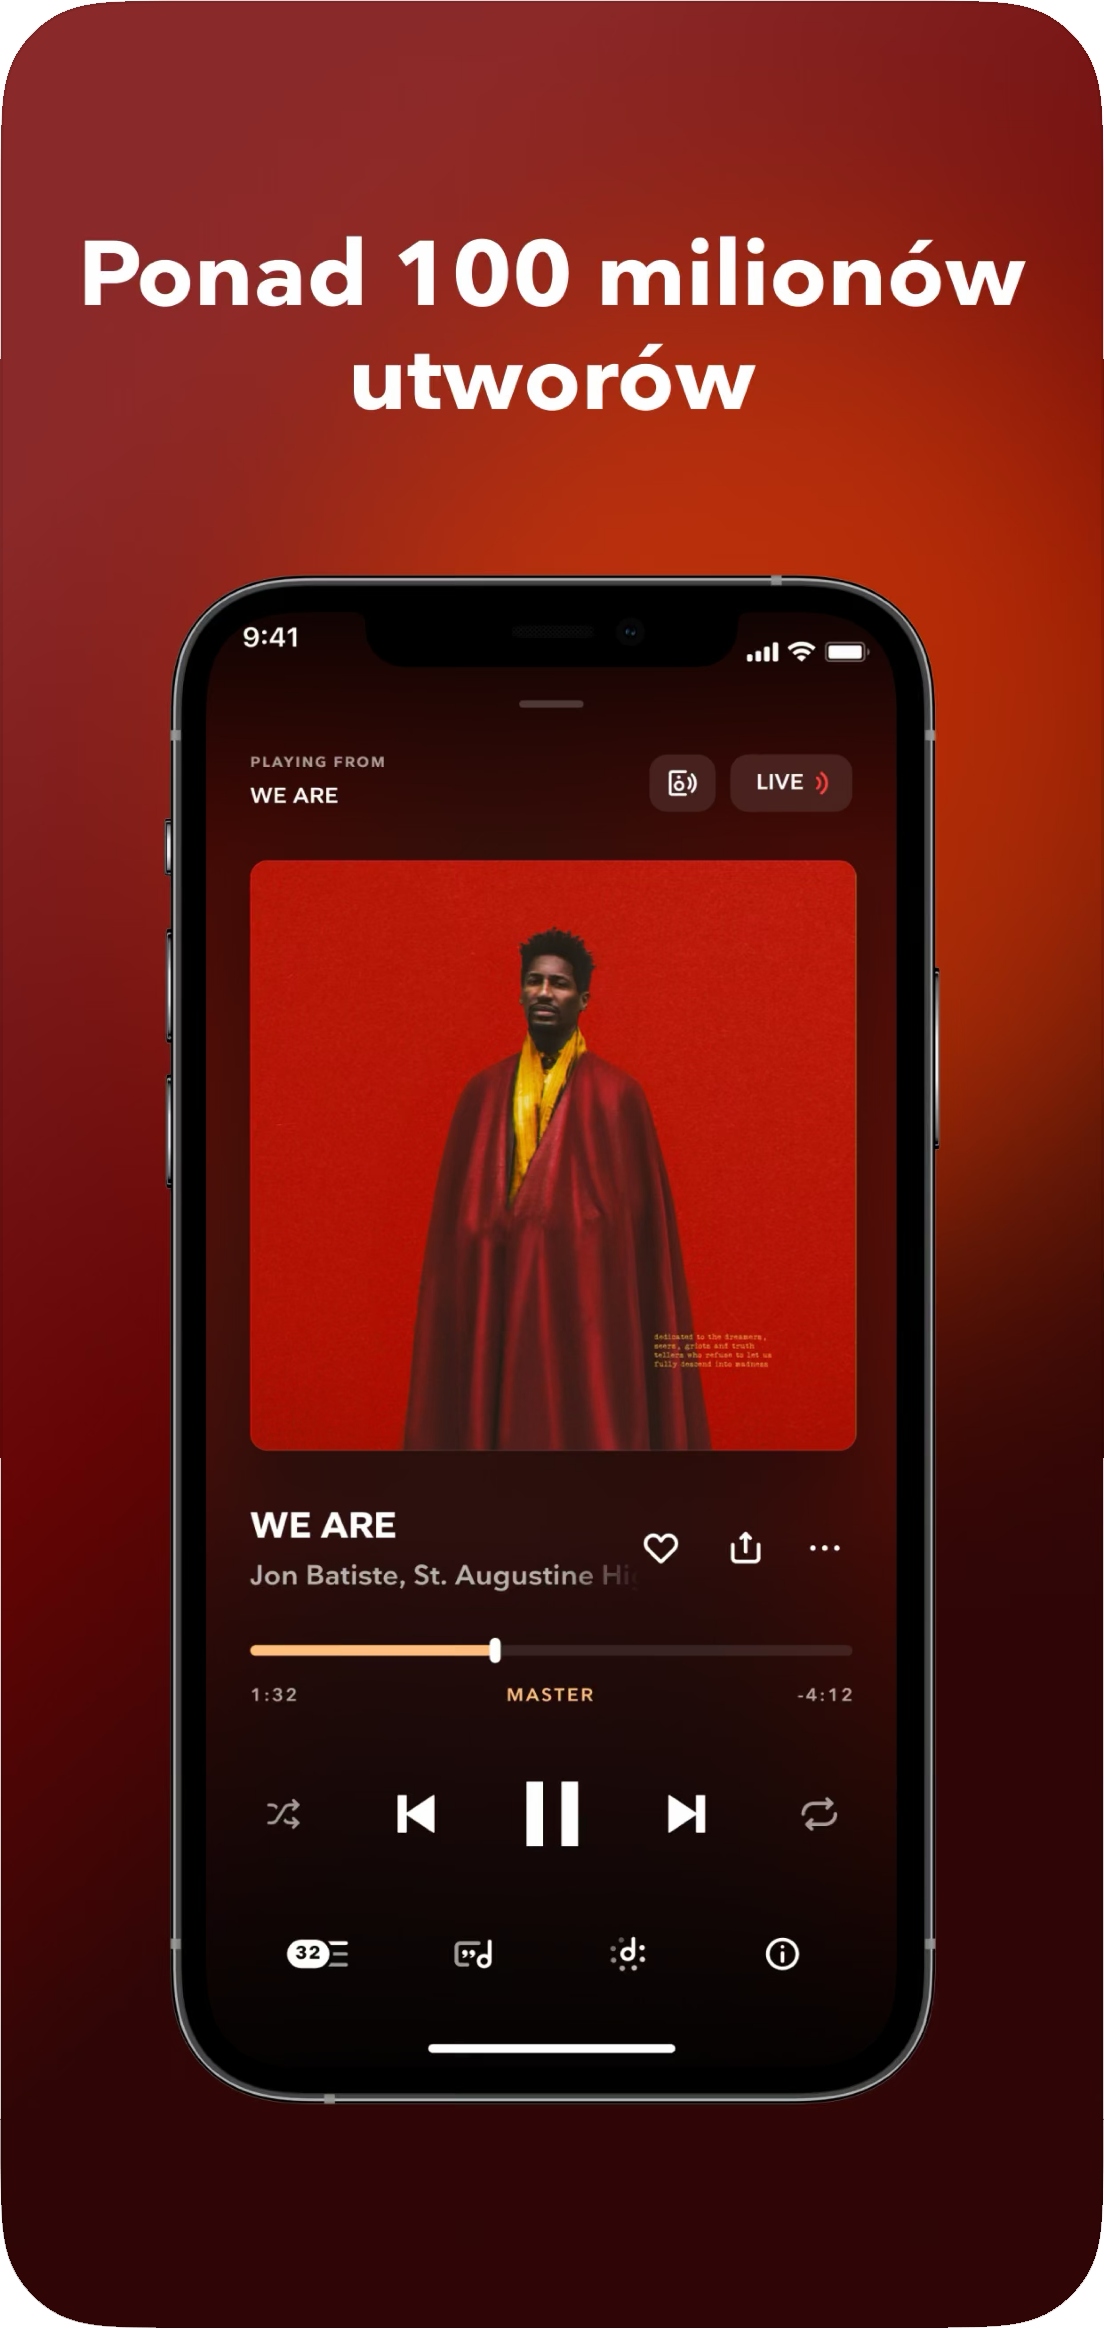 Ponad 100 milionów
utworów
9:41
PLAYING FROM
WE ARE
LIVE
dedicated to the dreamers,
seers, griots and truth
tellers who refuse to let us
fully descend into madness
WE ARE
Jon Batiste, St. Augustine Hi
1:32 MASTER -4:12
32